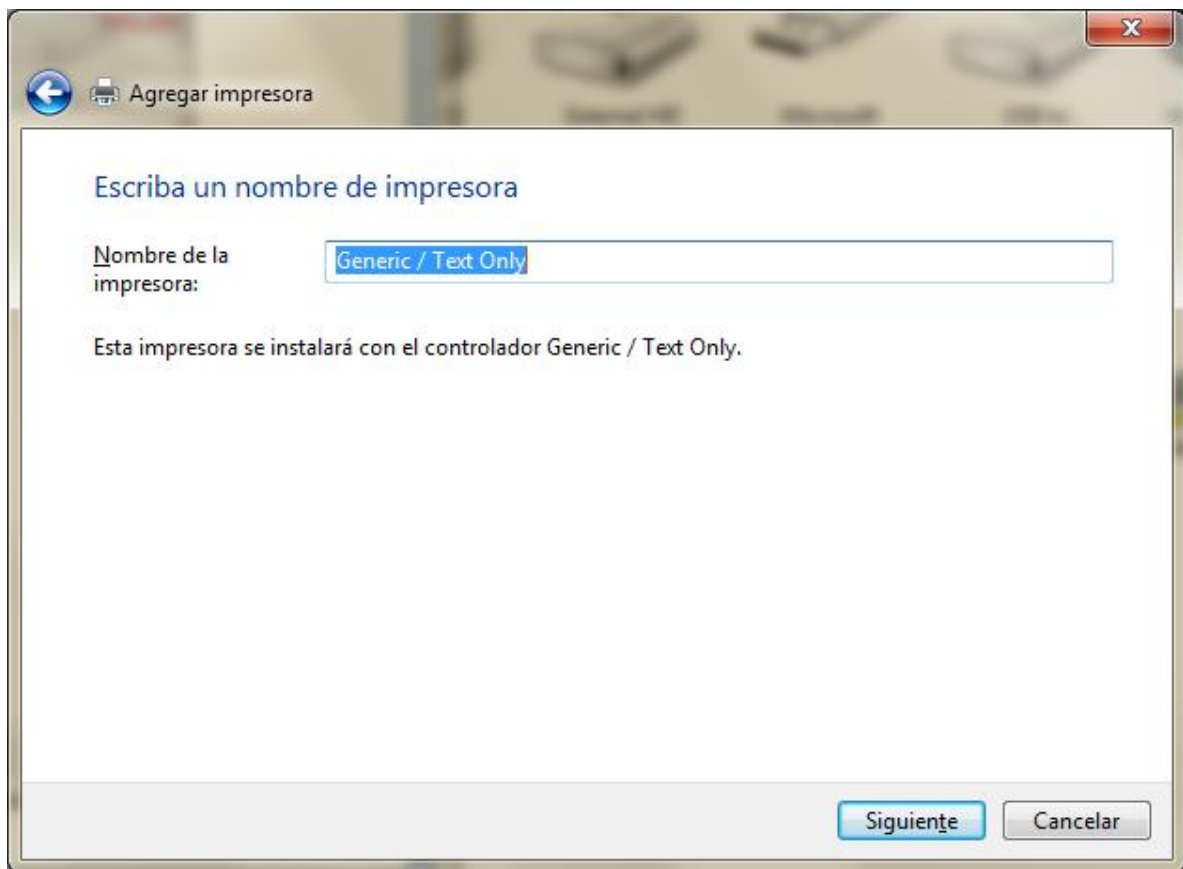 Agregar impresora
Escriba un nombre de impresora
Nombre de la
impresora:
Generic / Text Only
Esta impresora se instalará con el controlador Generic / Text Only.
Siguiente
Cancelar